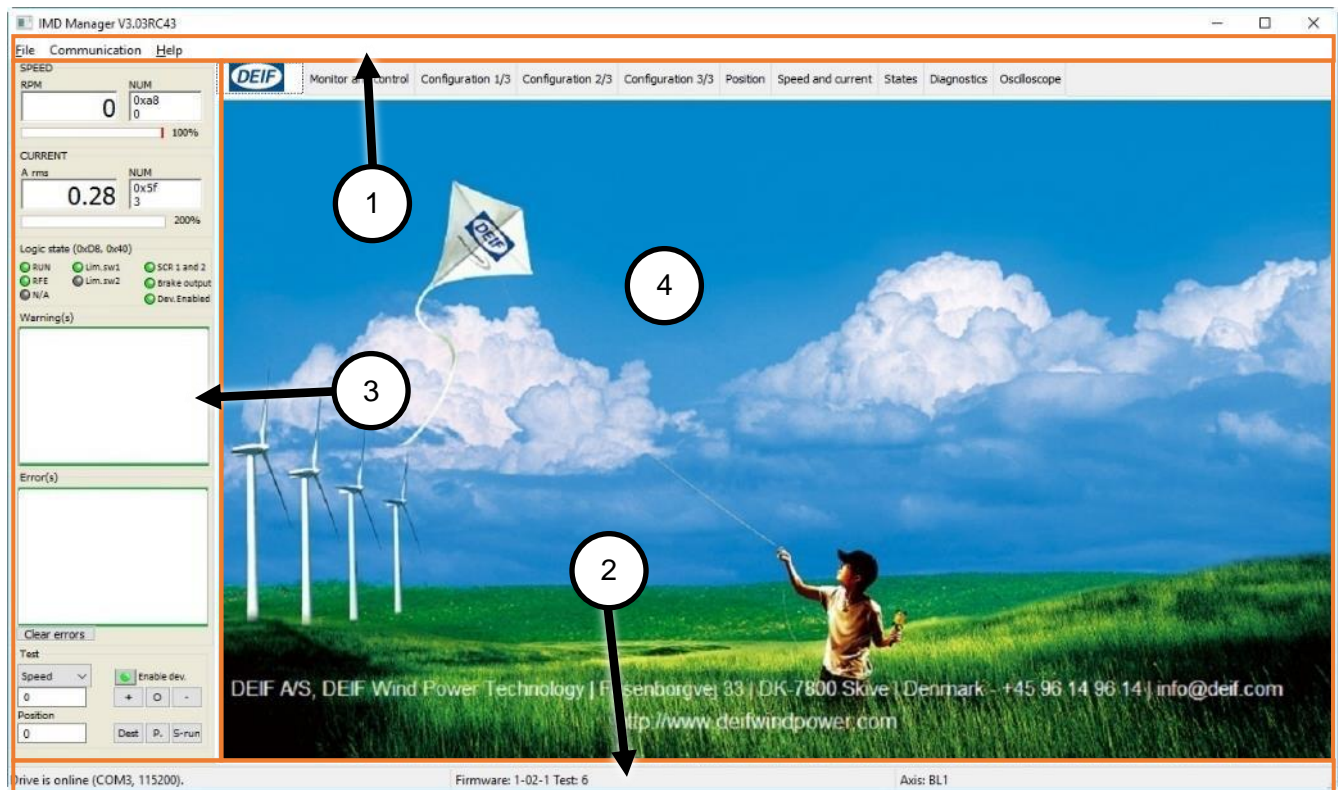 IMD Manager V3.03RC43
File Communication Help
SPEED
RPM NUM
0 0xa8
0
100%
CURRENT
A rms NUM
0.28 0x5f
3
200%
Logic state (0xD8, 0x40)
RUN Lim.sw1 SCR 1 and 2
RFE Lim.sw2 Brake output
N/A Dev.Enabled
Warning(s)
Error(s)
Clear errors
Test
Speed Enable dev.
0 + O -
Position
0 Dest P. S-run
DEIF Monitor and control Configuration 1/3 Configuration 2/3 Configuration 3/3 Position Speed and current States Diagnostics Oscilloscope
1
DEIF
4
3
2
DEIF A/S, DEIF Wind Power Technology | F senborgvej 33 | DK-7800 Skive | Denmark - +45 96 14 96 14 | info@deif.com
http://www.deifwindpower.com
Drive is online (COM3, 115200). Firmware: 1-02-1 Test: 6 Axis: BL1